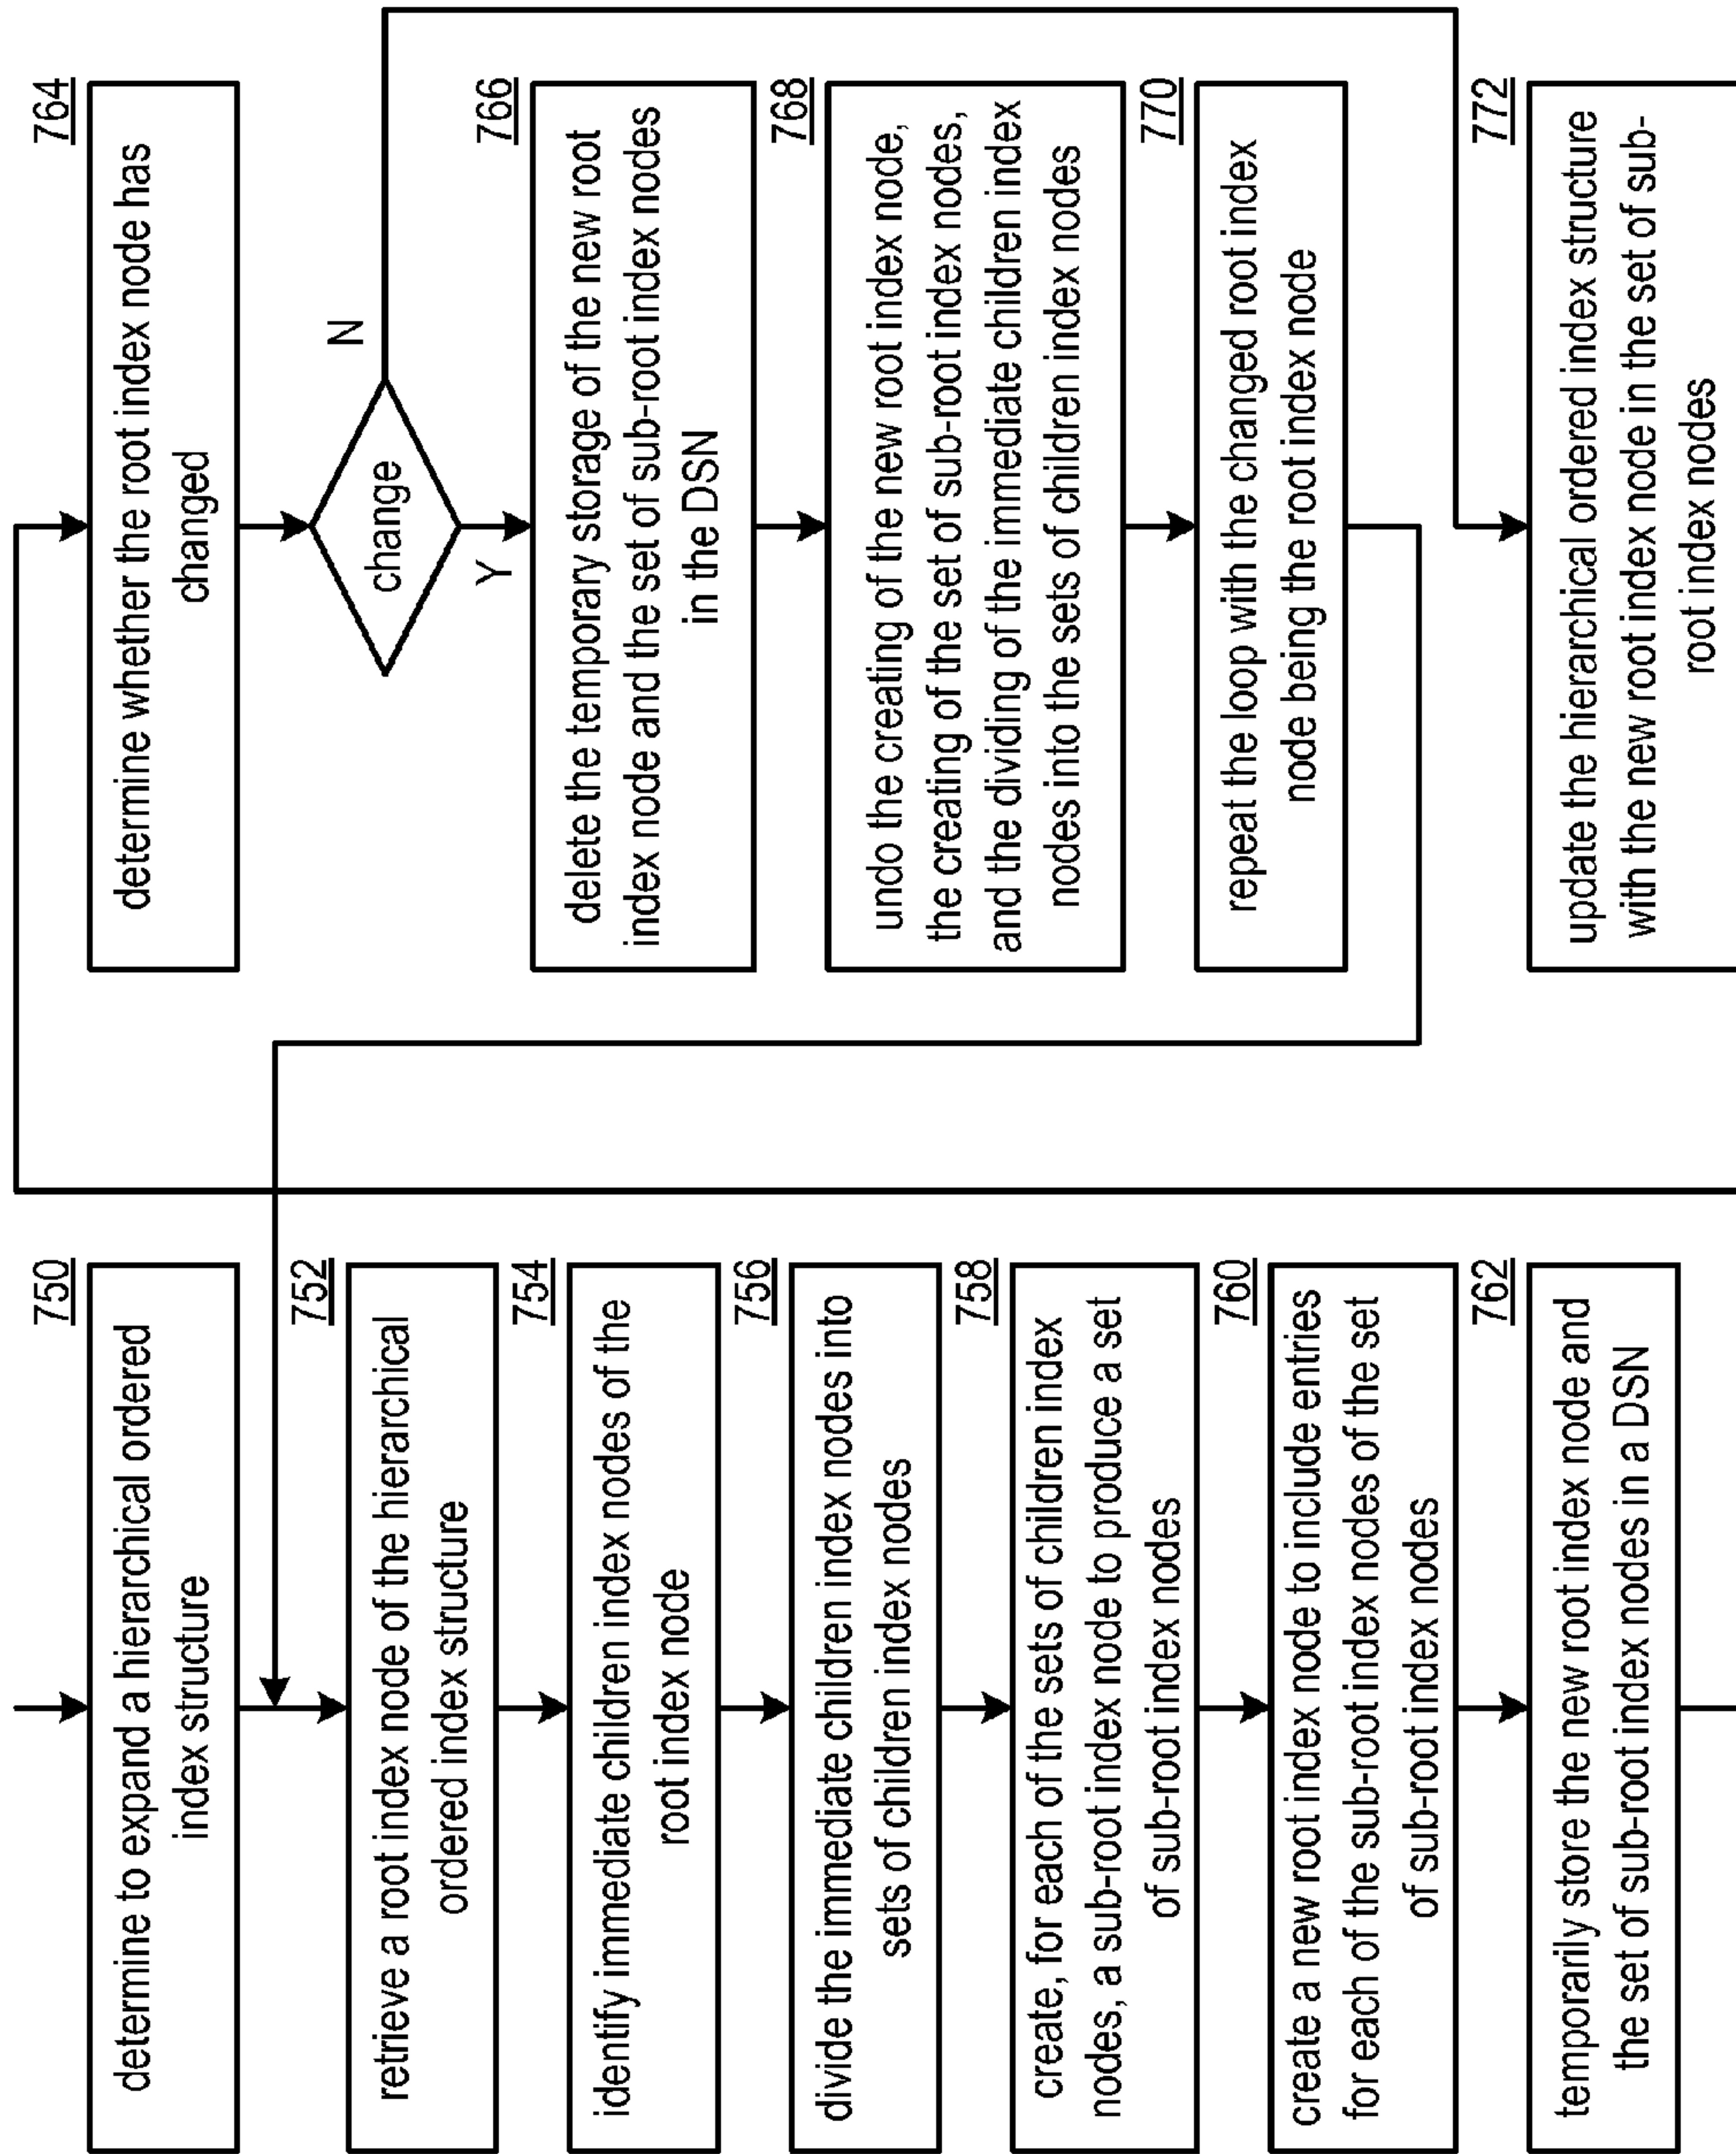 750
determine to expand a hierarchical ordered
index structure
752
retrieve a root index node of the hierarchical
ordered index structure
754
identify immediate children index nodes of the
root index node
756
divide the immediate children index nodes into
sets of children index nodes
758
create, for each of the sets of children index
nodes, a sub-root index node to produce a set
of sub-root index nodes
760
create a new root index node to include entries
for each of the sub-root index nodes of the set
of sub-root index nodes
762
temporarily store the new root index node and
the set of sub-root index nodes in a DSN
764
determine whether the root index node has
changed
change
N
Y
766
delete the temporary storage of the new root
index node and the set of sub-root index nodes
in the DSN
768
undo the creating of the new root index node,
the creating of the set of sub-root index nodes,
and the dividing of the immediate children index
nodes into the sets of children index nodes
770
repeat the loop with the changed root index
node being the root index node
772
update the hierarchical ordered index structure
with the new root index node in the set of sub-
root index nodes